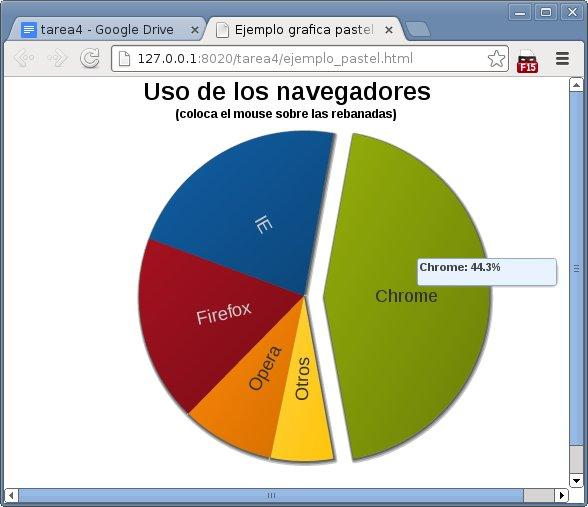 tarea4 - Google Drive
Ejemplo grafica pastel
127.0.0.1:8020/tarea4/ejemplo_pastel.html
F15
Uso de los navegadores
(coloca el mouse sobre las rebanadas)
IE
Chrome: 44.3%
Chrome
Firefox
Opera
Otros